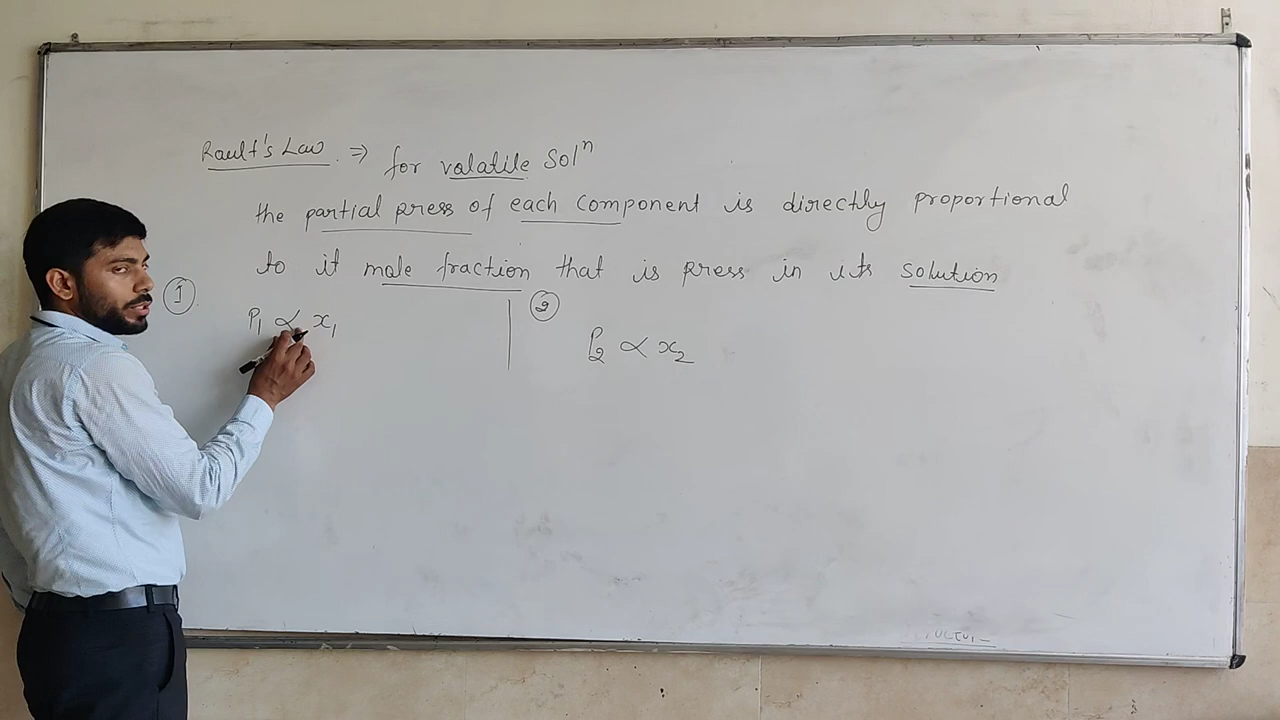 Rault's Law. ⇒ for volatile Solⁿ
the partial press of each component is directly proportional
to it mole fraction that is press in its solution
① P₁ ∝ x₁
② P₂ ∝ x₂